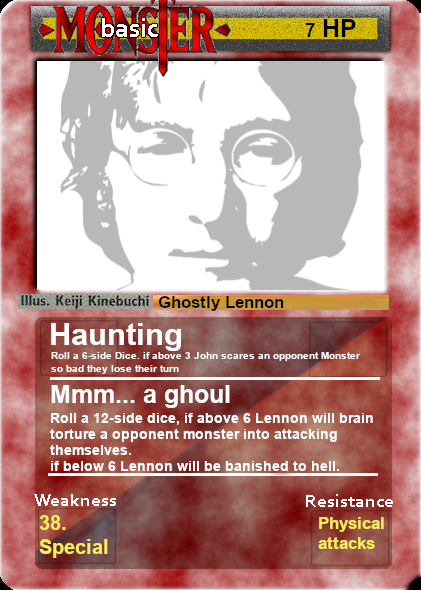 MONSTER
basic
7 HP
Illus. Keiji Kinebuchi
Ghostly Lennon
Haunting
Roll a 6-side Dice. if above 3 John scares an opponent Monster
so bad they lose their turn
Mmm... a ghoul
Roll a 12-side dice, if above 6 Lennon will brain
torture a opponent monster into attacking
themselves.
if below 6 Lennon will be banished to hell.
Weakness
38.
Special
Resistance
Physical
attacks